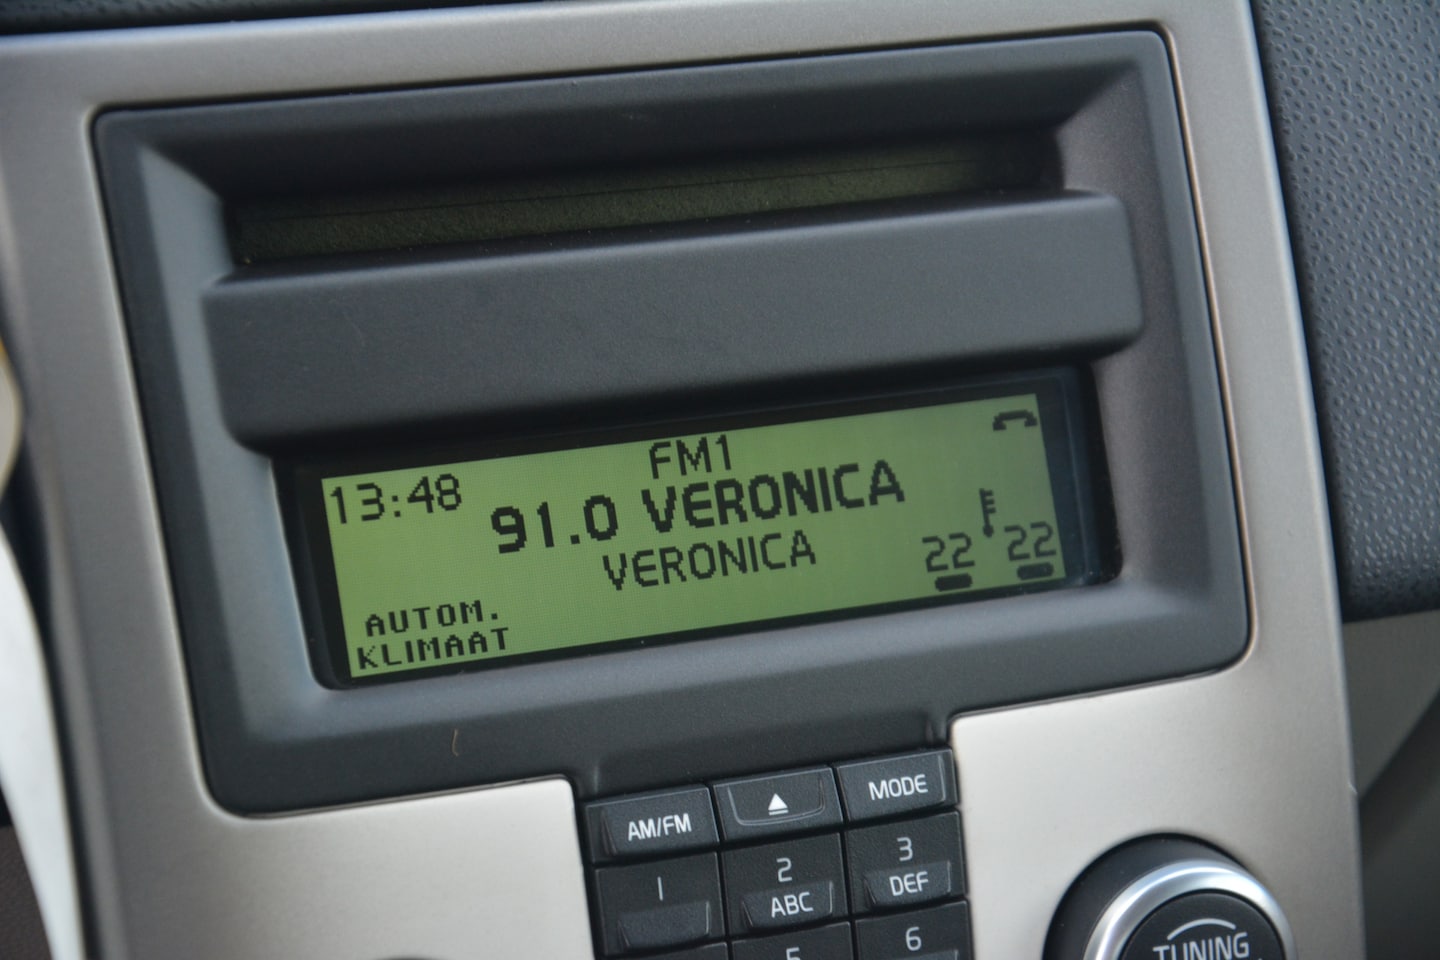 FM1
13:48
91.0 VERONICA
VERONICA
22 22
AUTOM.
KLIMAAT
AM/FM
MODE
1
2
ABC
3
DEF
5
6
TUNING